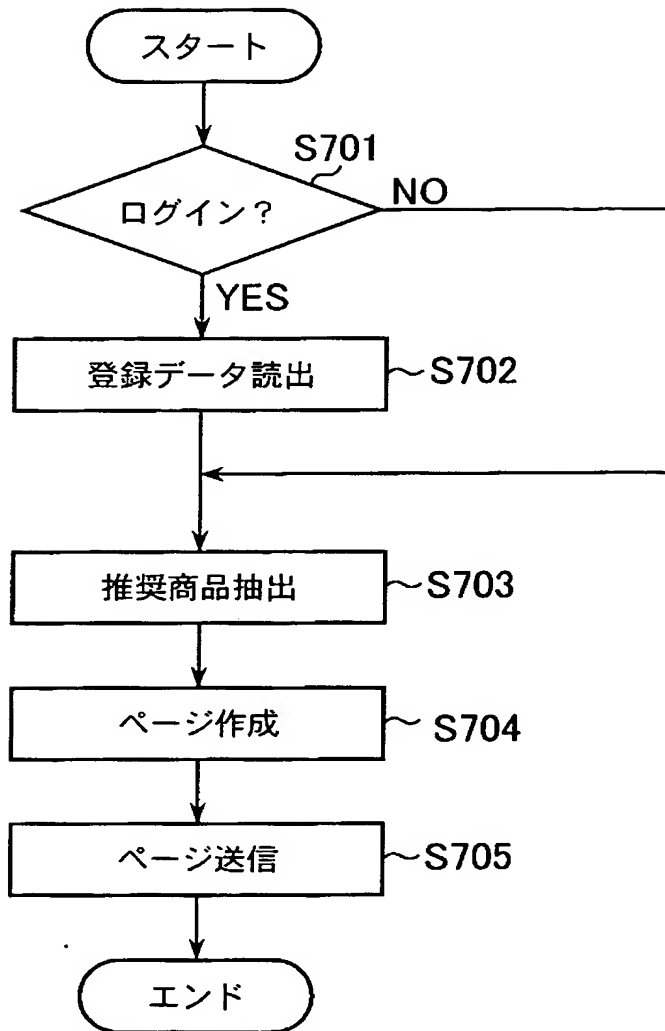 スタート
S701
ログイン？
NO
YES
登録データ読出
S702
推奨商品抽出
S703
ページ作成
S704
ページ送信
S705
エンド